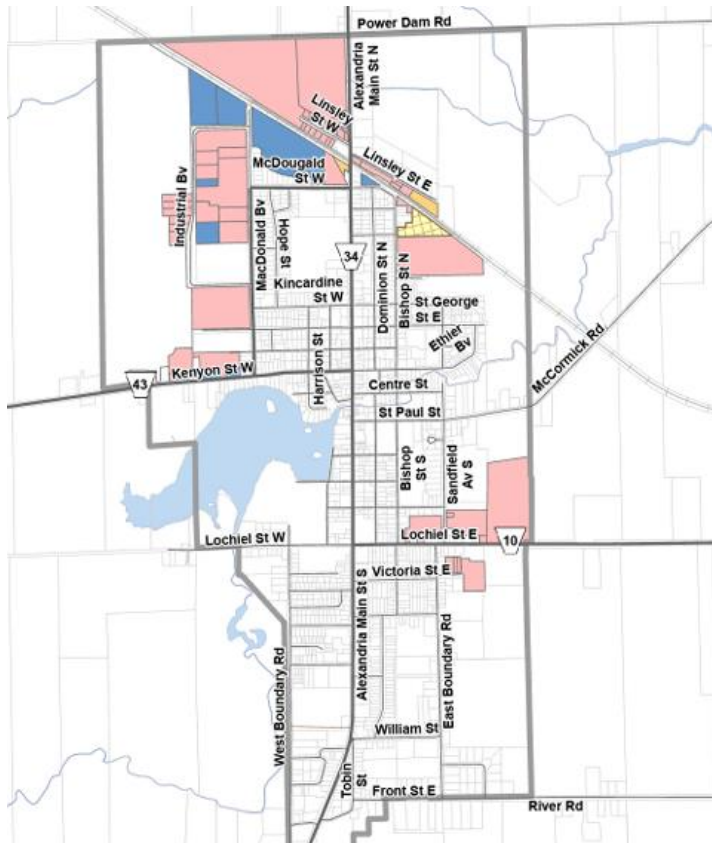 Power Dam Rd
Alexandria
Main St N
Linsley
St W
Linsley St E
McDougald
St W
Industrial Bv
MacDonald Bv
Hope St
34
Dominion St N
Bishop St N
Kincardine
St W
St George
St E
Ethier Bv
McCormick Rd
Harrison St
Kenyon St W
43
Centre St
St Paul St
Bishop
St S
Sandfield
Av S
Lochiel St W
Lochiel St E
10
Victoria St E
Alexandria Main St S
East Boundary Rd
West Boundary Rd
William St
Tobin
St
Front St E
River Rd